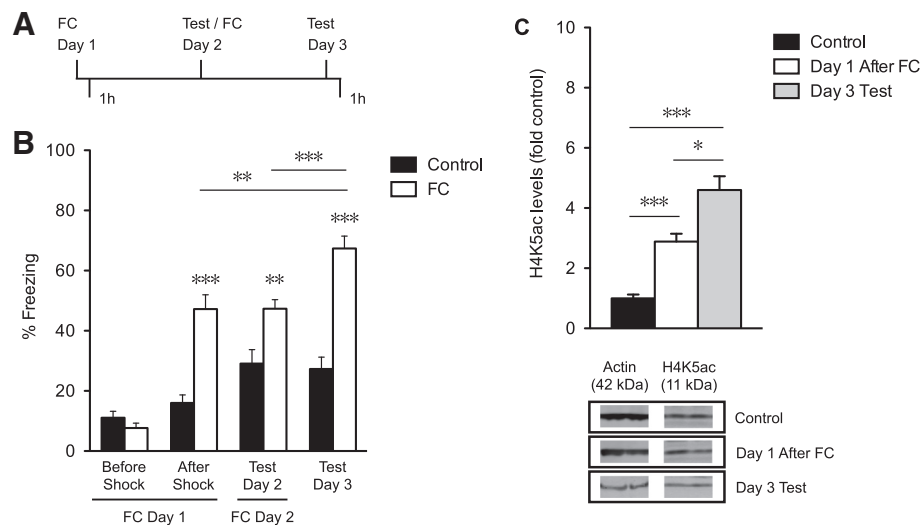 A
FC
Day 1
Test / FC
Day 2
Test
Day 3
1h
1h
B
100
80
60
40
20
0
% Freezing
***
**
***
**
***
Control
FC
Before
Shock
After
Shock
Test
Day 2
Test
Day 3
FC Day 1
FC Day 2
C
10
8
6
4
2
0
H4K5ac levels (fold control)
***
*
***
Control
Day 1 After FC
Day 3 Test
Actin
(42 kDa)
H4K5ac
(11 kDa)
Control
Day 1 After FC
Day 3 Test